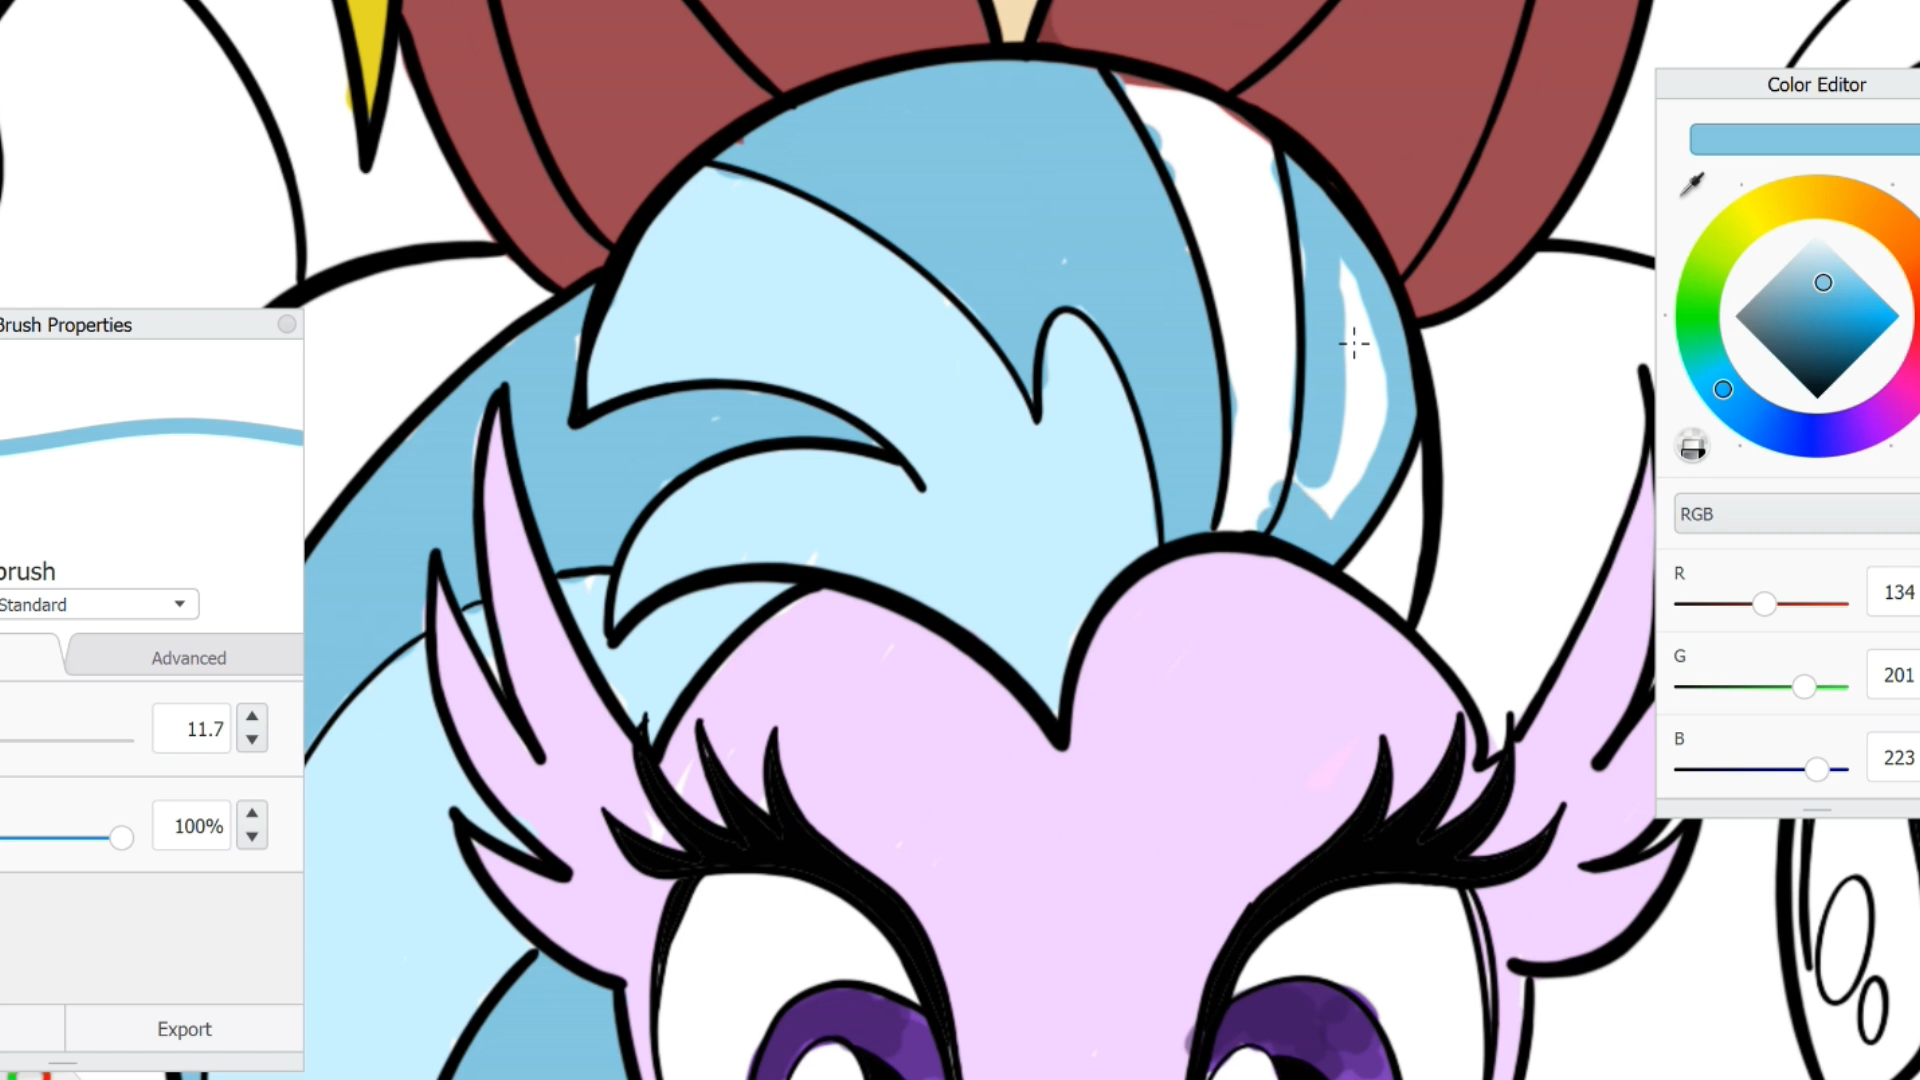 Color Editor
Brush Properties
RGB
brush
R
134
Standard
G
Advanced
201
11.7
B
223
100%
Export